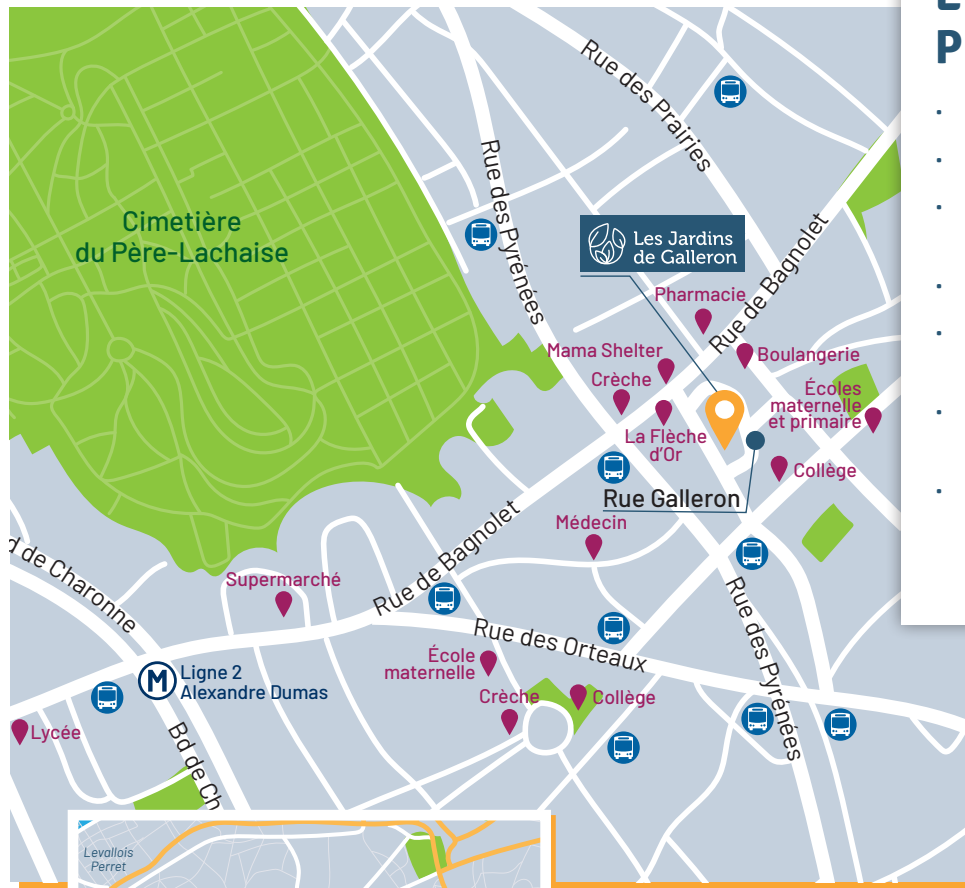 P
Rue des Prairies
Rue des Pyrénées
Cimetière
du Père-Lachaise
Les Jardins
de Galleron
Rue de Bagnolet
Pharmacie
Mama Shelter
Boulangerie
Crèche
Écoles
maternelle
et primaire
La Flèche
d'Or
Collège
Rue Galleron
Médecin
Rue de Bagnolet
d de Charonne
Supermarché
Rue des Orteaux
Rue des Pyrénées
École
maternelle
M
Ligne 2
Alexandre Dumas
Crèche
Collège
Lycée
Bd de Ch
Levallois
Perret